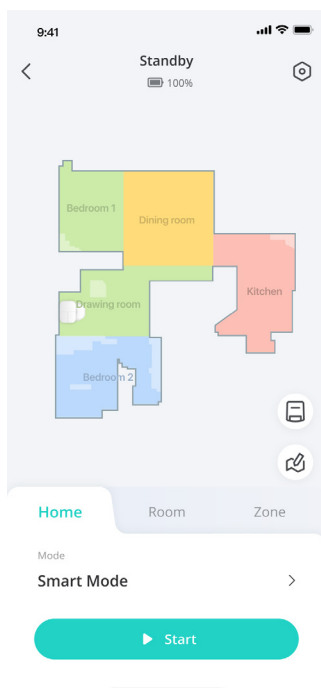 9:41
Standby
100%
Bedroom 1
Dining room
Kitchen
Drawing room
Bedroom 2
Home
Room
Zone
Mode
Smart Mode
Start